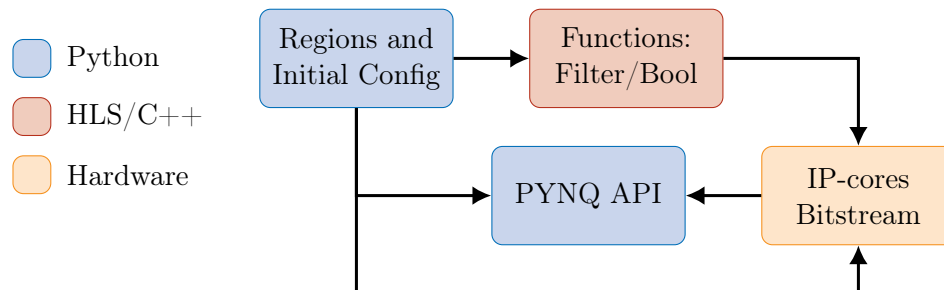 Python
HLS/C++
Hardware
Regions and
Initial Config
Functions:
Filter/Bool
PYNQ API
IP-cores
Bitstream